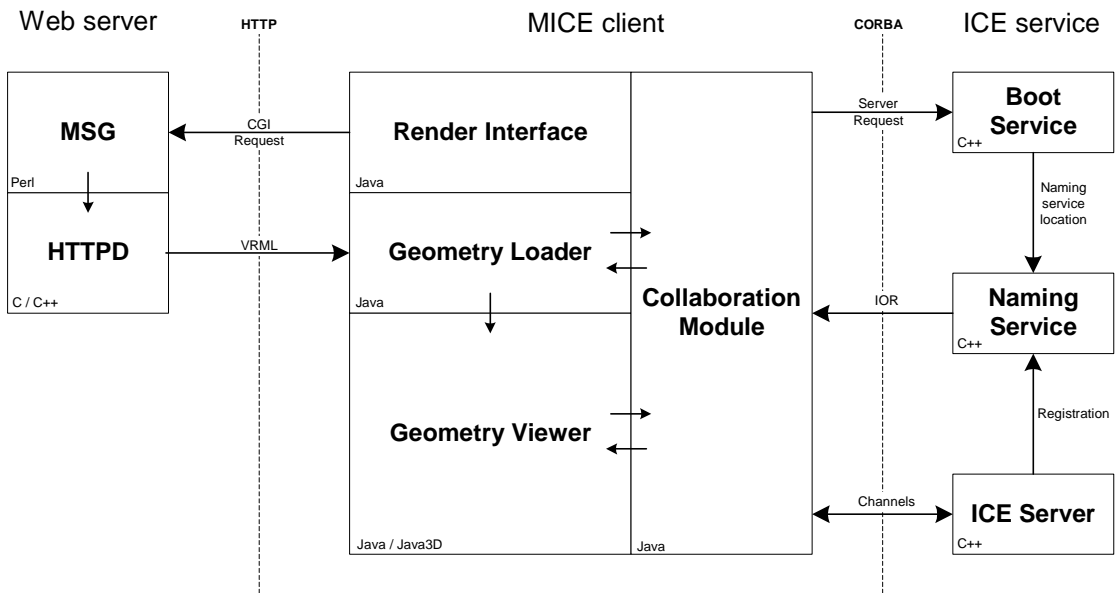 Web server
HTTP
MICE client
CORBA
ICE service
MSG
Perl
CGI
Request
Render Interface
Java
Server
Request
Boot
Service
C++
HTTPD
C / C++
VRML
Geometry Loader
Java
Collaboration
Module
Naming
service
location
IOR
Naming
Service
C++
Geometry Viewer
Registration
Java / Java3D
Java
Channels
ICE Server
C++